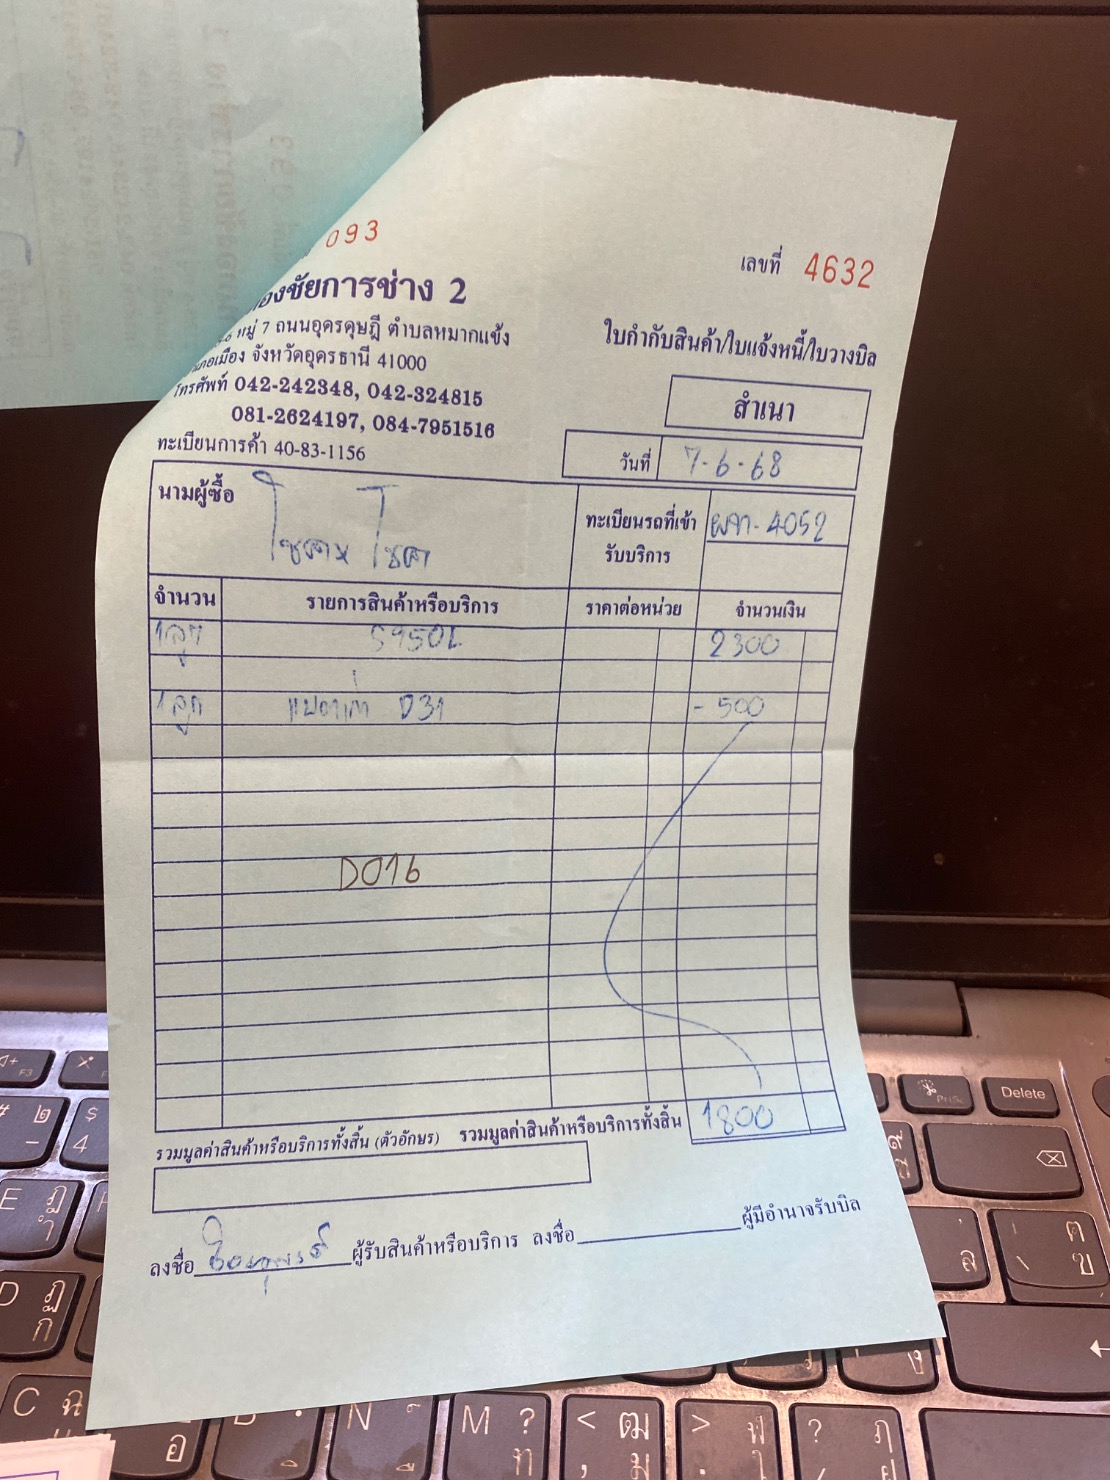 093
เลขที่ 4632
องชัยการช่าง 2
หมู่ 7 ถนนอุดรดุษฎี ตำบลหมากแข้ง
เมือง จังหวัดอุดรธานี 41000
โทรศัพท์ 042-242348, 042-324815
081-2624197, 084-7951516
ทะเบียนการค้า 40-83-1156
ใบกำกับสินค้า/ใบแจ้งหนี้/ใบวางบิล
สำเนา
วันที่ 7-6-68
นามผู้ซื้อ
ทะเบียนรถที่เข้ารับบริการ 4052
จำนวน รายการสินค้าหรือบริการ ราคาต่อหน่วย จำนวนเงิน
1 ลูก S950L 2300
1 ลูก D31 - 500
D016
รวมมูลค่าสินค้าหรือบริการทั้งสิ้น (ตัวอักษร) รวมมูลค่าสินค้าหรือบริการทั้งสิ้น 1800
ลงชื่อ ผู้รับสินค้าหรือบริการ ลงชื่อ ผู้มีอำนาจรับบิล
Delete